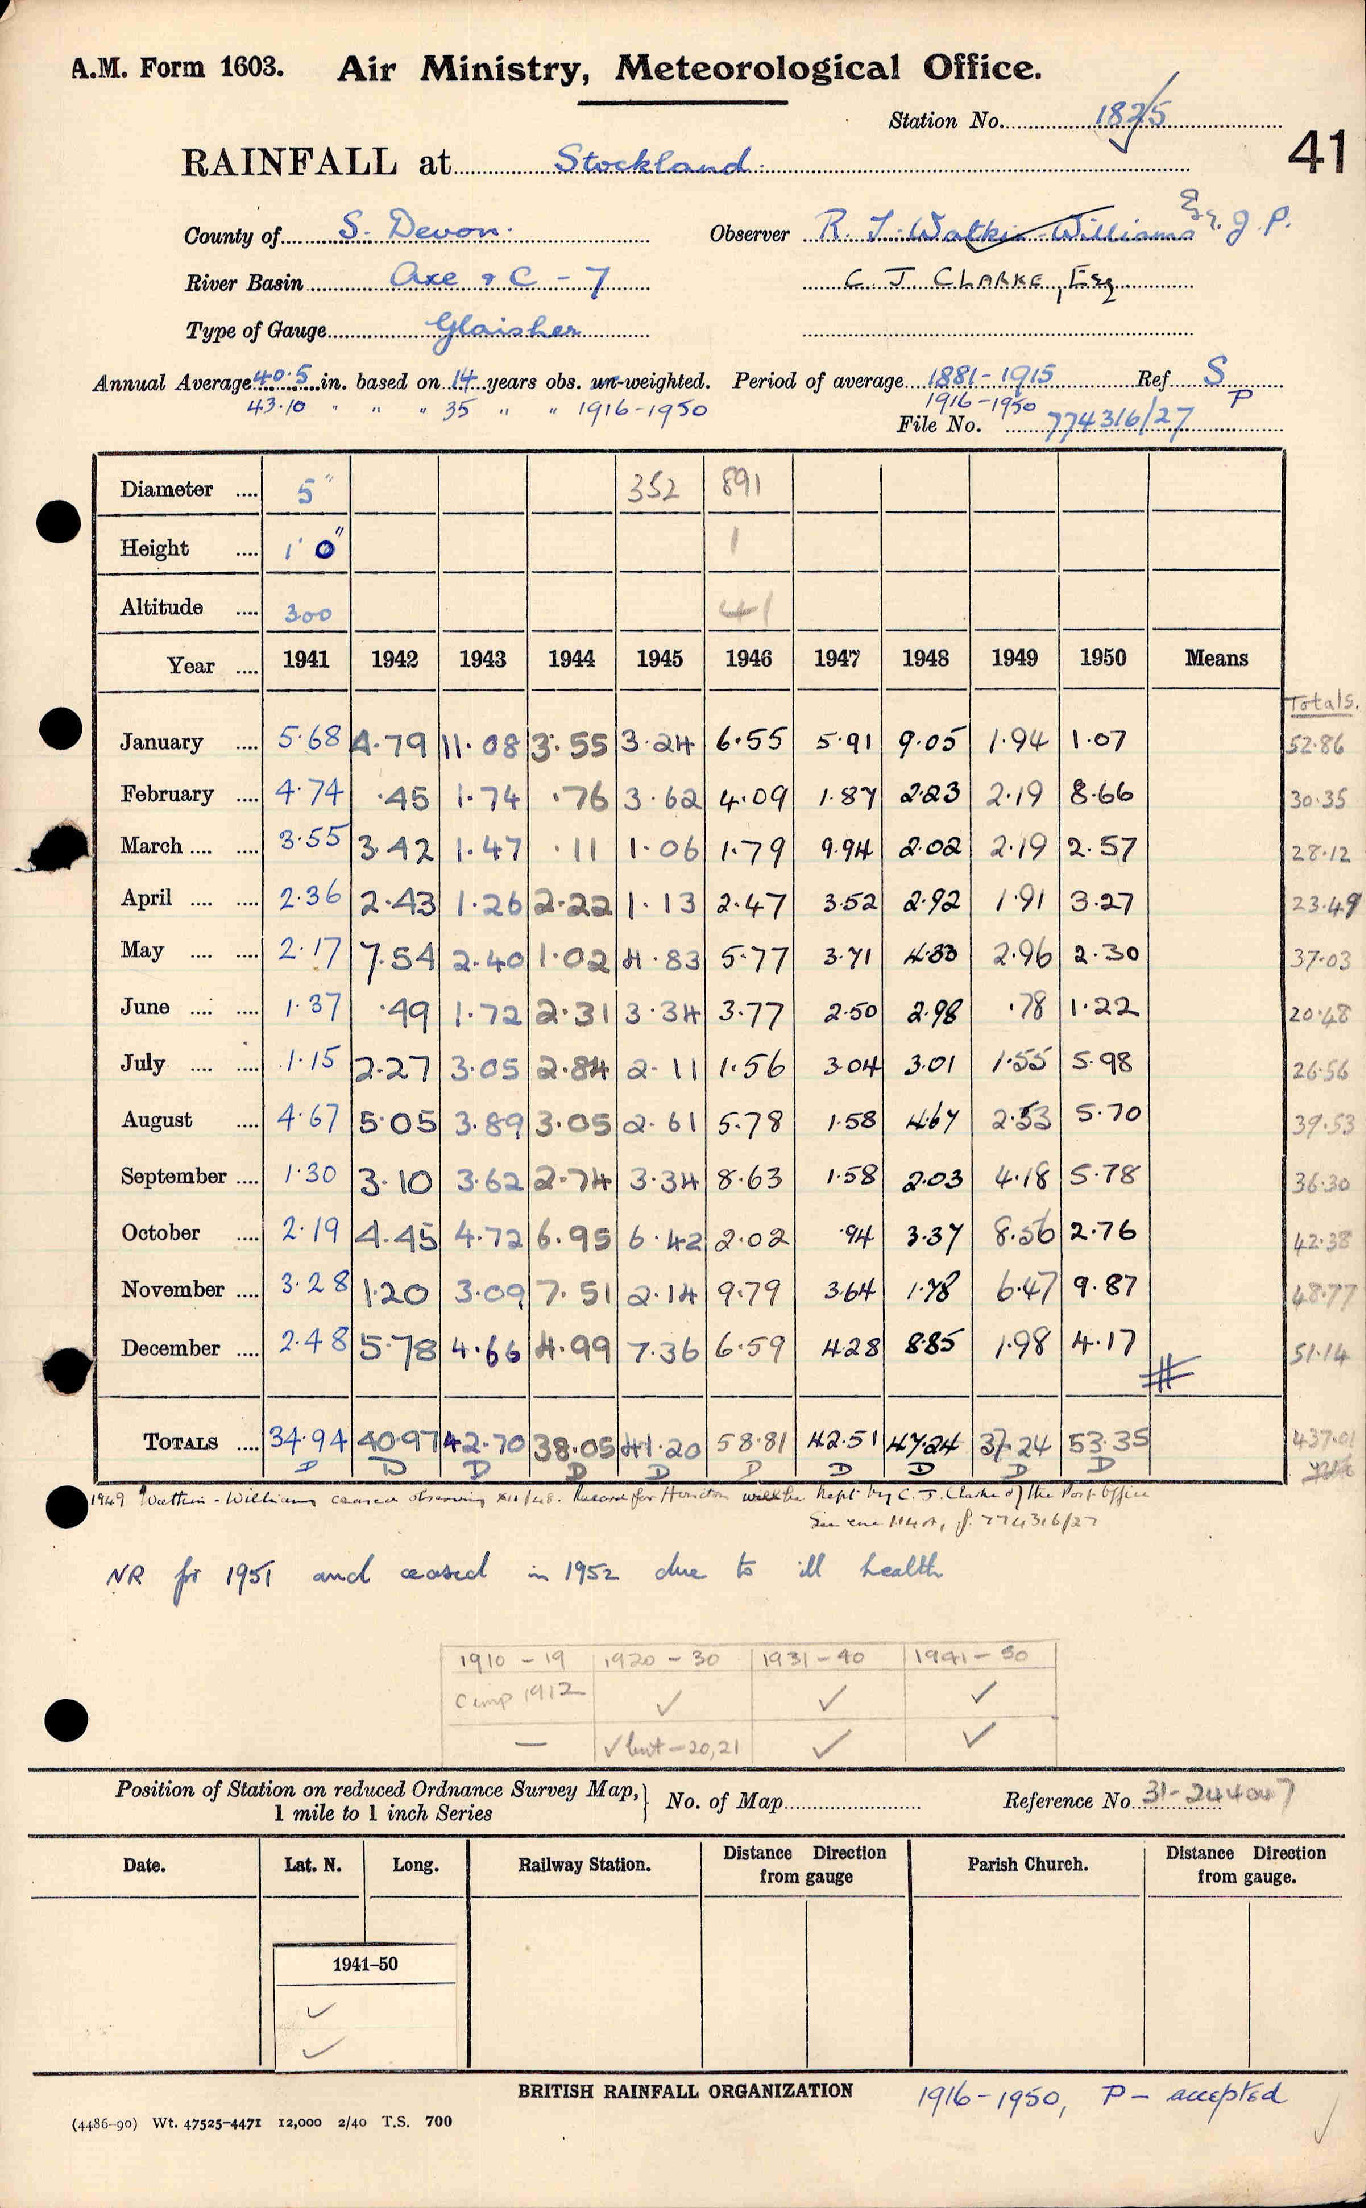 A.M. Form 1603. Air Ministry, Meteorological Office.
Station No. 1825
41
RAINFALL at Stockland.
County of S. Devon. Observer R. T. Watkin-Williams Esqr. J P.
River Basin Axe & C - 7 C. J CLARKE, Esq
Type of Gauge Glaisher
Annual Average 40.5 in. based on 14 years obs. un-weighted. Period of average 1881-1915 Ref S
43.10 " " " 35 " " 1916-1950 1916-1950 P
File No. 774316/27
Diameter .... 5" 352 891
Height .... 1' 0" 1
Altitude .... 300 41
Year .... 1941 1942 1943 1944 1945 1946 1947 1948 1949 1950 Means
Totals.
January .... 5.68 4.79 11.08 3.55 3.24 6.55 5.91 9.05 1.94 1.07 52.86
February .... 4.74 .45 1.74 .76 3.62 4.09 1.87 2.23 2.19 8.66 30.35
March .... .... 3.55 3.42 1.47 .11 1.06 1.79 9.94 2.02 2.19 2.57 28.12
April .... .... 2.36 2.43 1.26 2.22 1.13 2.47 3.52 2.92 1.91 3.27 23.49
May .... .... 2.17 7.54 2.40 1.02 4.83 5.77 3.71 4.33 2.96 2.30 37.03
June .... .... 1.37 .49 1.72 2.31 3.34 3.77 2.50 2.98 .78 1.22 20.48
July .... .... 1.15 2.27 3.05 2.84 2.11 1.56 3.04 3.01 1.55 5.98 26.56
August .... 4.67 5.05 3.89 3.05 2.61 5.78 1.58 4.67 2.53 5.70 39.53
September .... 1.30 3.10 3.62 2.74 3.34 8.63 1.58 2.03 4.18 5.78 36.30
October .... 2.19 4.45 4.72 6.95 6.42 2.02 .94 3.37 8.56 2.76 42.38
November .... 3.28 1.20 3.09 7.51 2.14 9.79 3.64 1.78 6.47 9.87 48.77
December .... 2.48 5.78 4.66 4.99 7.36 6.59 4.28 8.85 1.98 4.17 51.14
#
TOTALS .... 34.94 40.97 42.70 38.05 41.20 58.81 42.51 47.24 37.24 53.35 437.01
D D D D D D D D D D
1949 Watkin-Williams ceased observing XII/48. Record for Honiton will be kept by C. J. Clarke of the Post Office
See f. 774316/27
NR for 1951 and ceased in 1952 due to ill health
1910 - 19 1920 - 30 1931 - 40 1941 - 50
Comp 1912 ✓ ✓ ✓
— ✓ but - 20, 21 ✓ ✓
Position of Station on reduced Ordnance Survey Map, No. of Map Reference No 31-244047
1 mile to 1 inch Series
Date. Lat. N. Long. Railway Station. Distance from gauge Direction Parish Church. Distance Direction from gauge.
1941-50
✓
✓
BRITISH RAINFALL ORGANIZATION 1916-1950, P - accepted
(4486-90) Wt. 47525-4471 12,000 2/40 T.S. 700